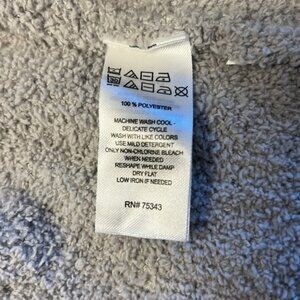 100 % POLYESTER
MACHINE WASH COOL -
DELICATE CYCLE
WASH WITH LIKE COLORS
USE MILD DETERGENT
ONLY NON-CHLORINE BLEACH
WHEN NEEDED
RESHAPE WHILE DAMP
DRY FLAT
LOW IRON IF NEEDED
RN# 75343